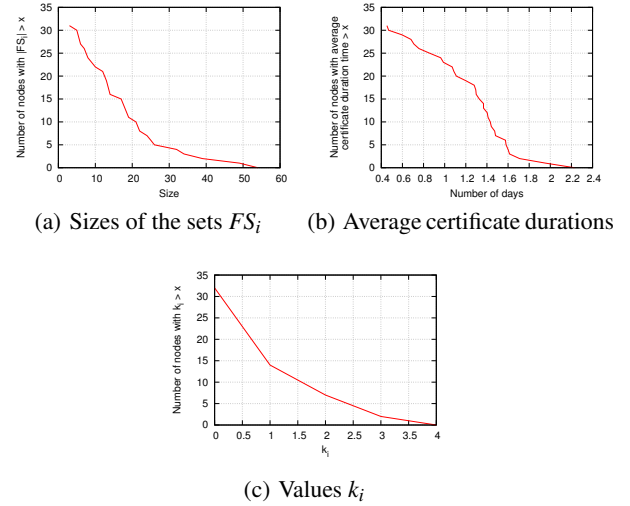 Number of nodes with |FS_i| > x
35
30
25
20
15
10
5
0
0 10 20 30 40 50 60
Size
(a) Sizes of the sets FS_i
Number of nodes with average
certificate duration time > x
35
30
25
20
15
10
5
0
0.4 0.6 0.8 1 1.2 1.4 1.6 1.8 2 2.2 2.4
Number of days
(b) Average certificate durations
Number of nodes with k_i > x
35
30
25
20
15
10
5
0
0 0.5 1 1.5 2 2.5 3 3.5 4
k_i
(c) Values k_i